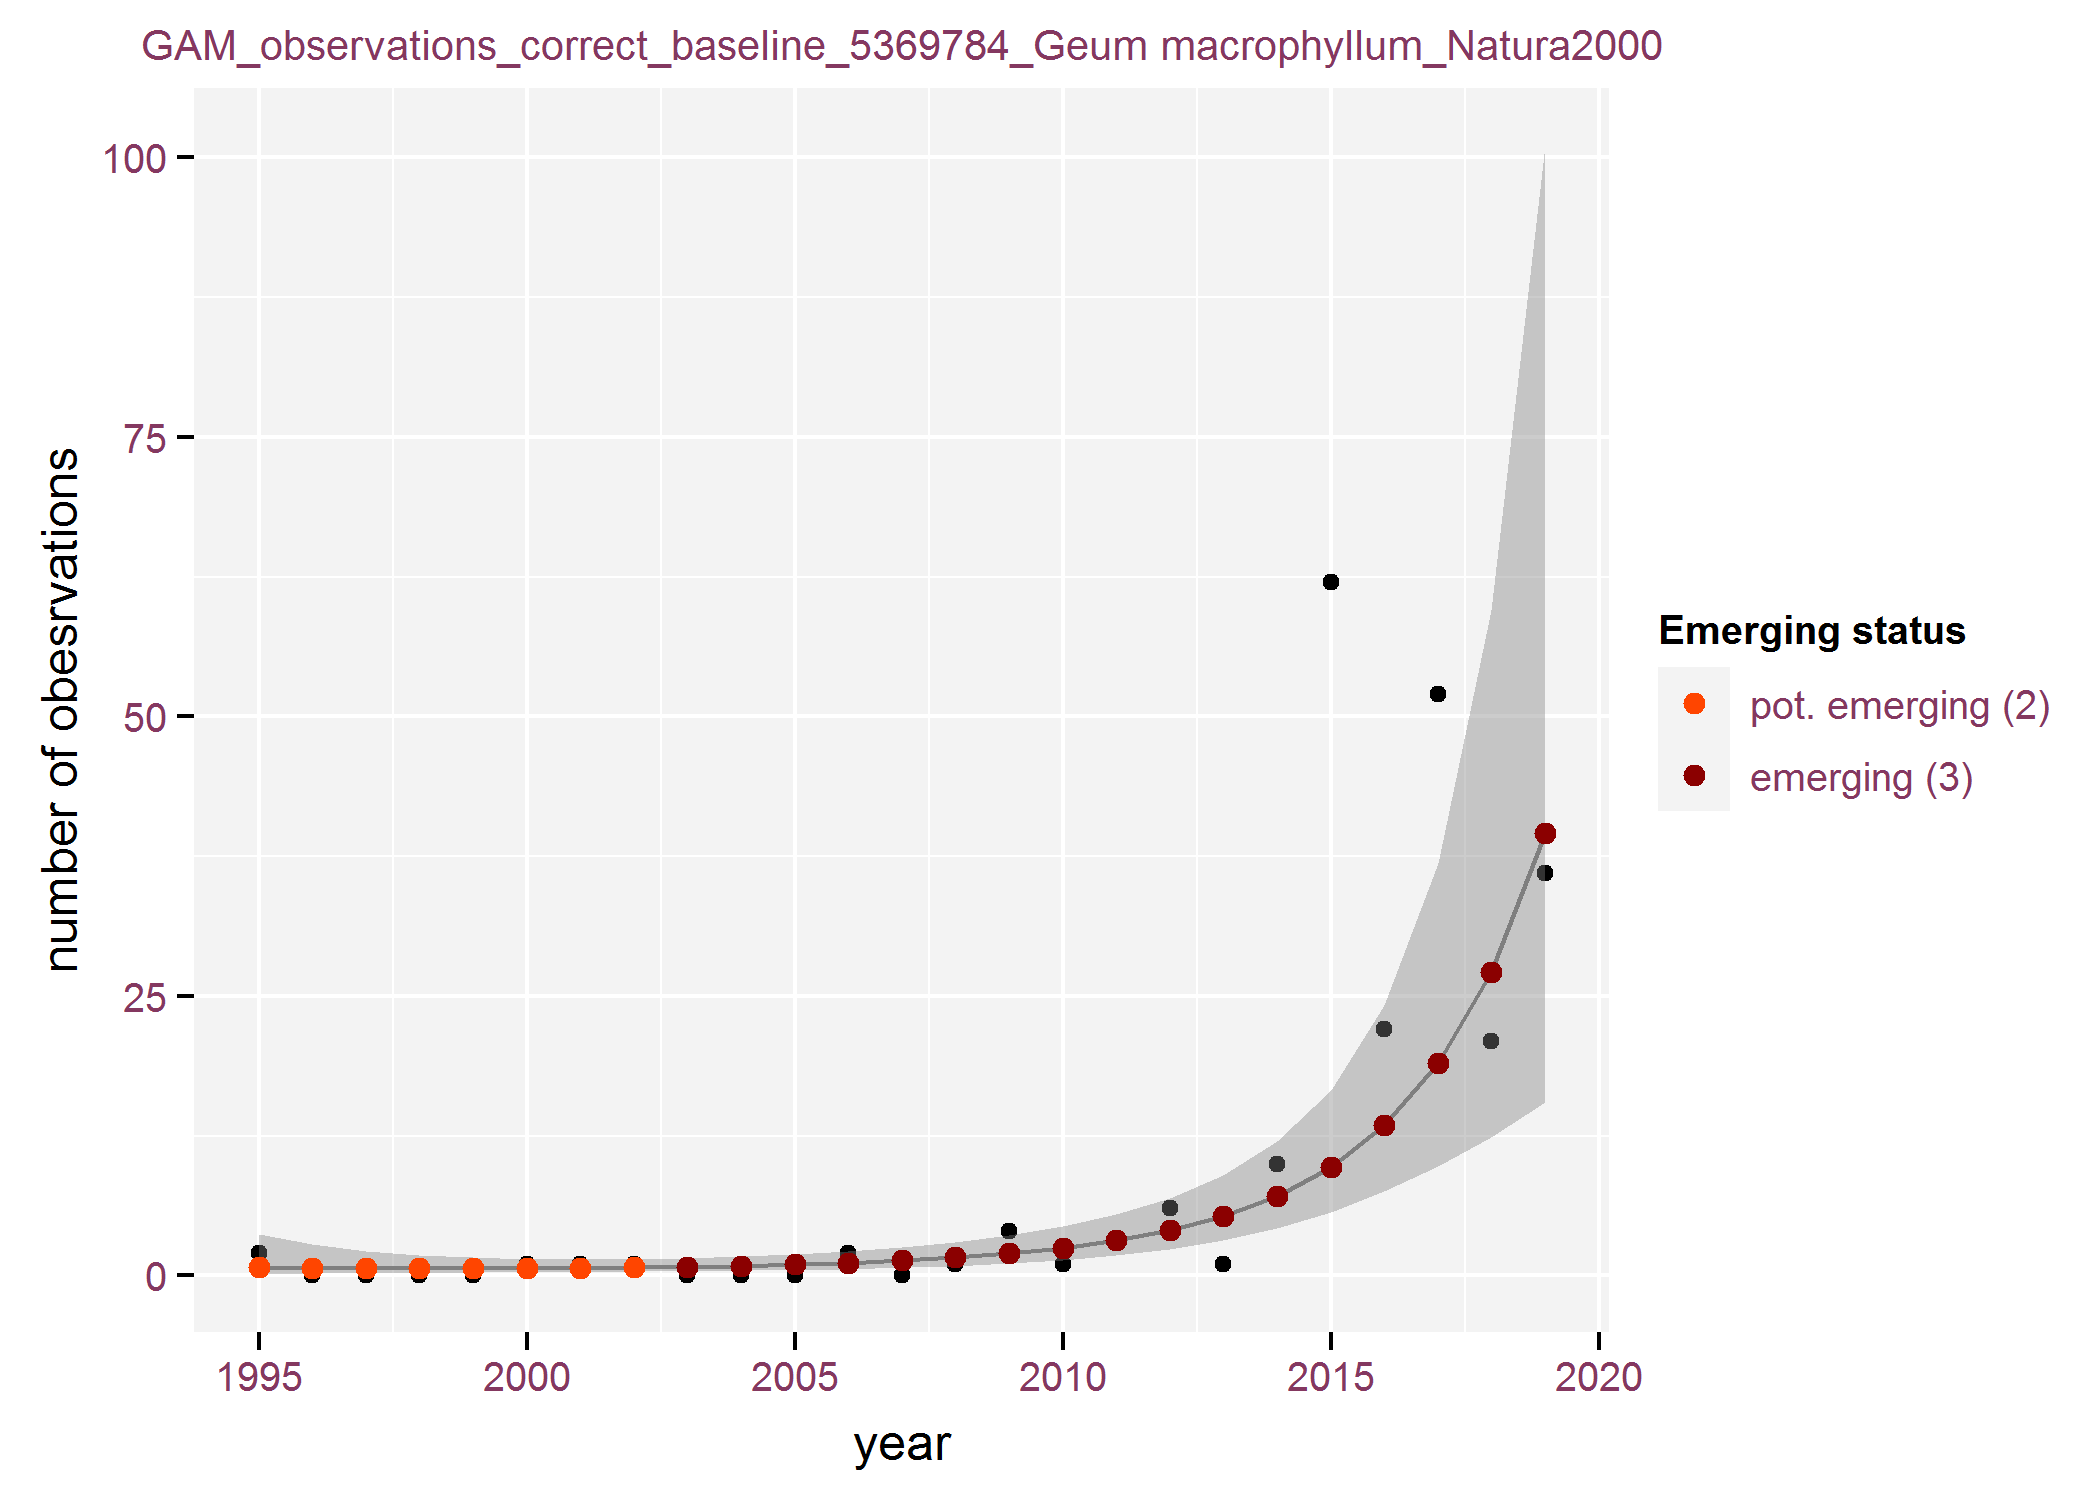 GAM_observations_correct_baseline_5369784_Geum macrophyllum_Natura2000
100
75
50
25
0
number of obesrvations
1995 2000 2005 2010 2015 2020
year
Emerging status
pot. emerging (2)
emerging (3)